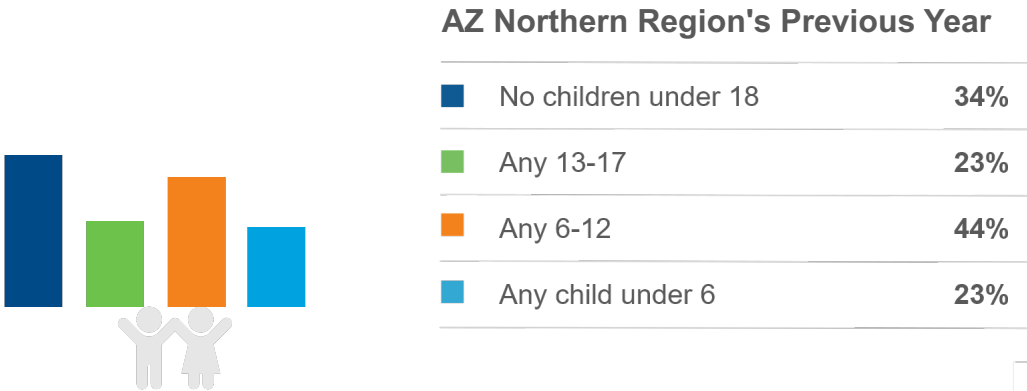 AZ Northern Region's Previous Year
No children under 18 34%
Any 13-17 23%
Any 6-12 44%
Any child under 6 23%